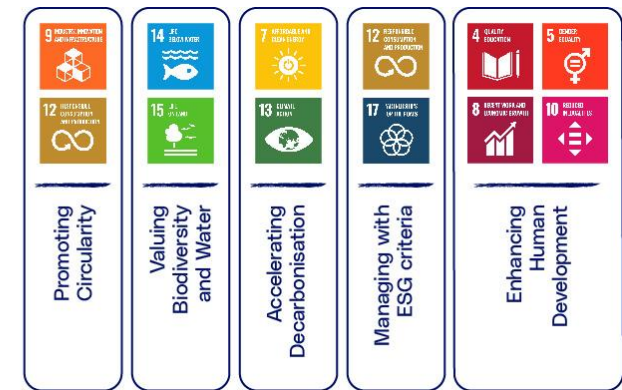 9 INDUSTRY, INNOVATION
AND INFRASTRUCTURE
12 RESPONSIBLE
CONSUMPTION
AND PRODUCTION
Promoting
Circularity
14 LIFE
BELOW WATER
15 LIFE
ON LAND
Valuing
Biodiversity
and Water
7 AFFORDABLE AND
CLEAN ENERGY
13 CLIMATE
ACTION
Accelerating
Decarbonisation
12 RESPONSIBLE
CONSUMPTION
AND PRODUCTION
17 PARTNERSHIPS
FOR THE GOALS
Managing with
ESG criteria
4 QUALITY
EDUCATION
5 GENDER
EQUALITY
8 DECENT WORK AND
ECONOMIC GROWTH
10 REDUCED
INEQUALITIES
Enhancing
Human
Development